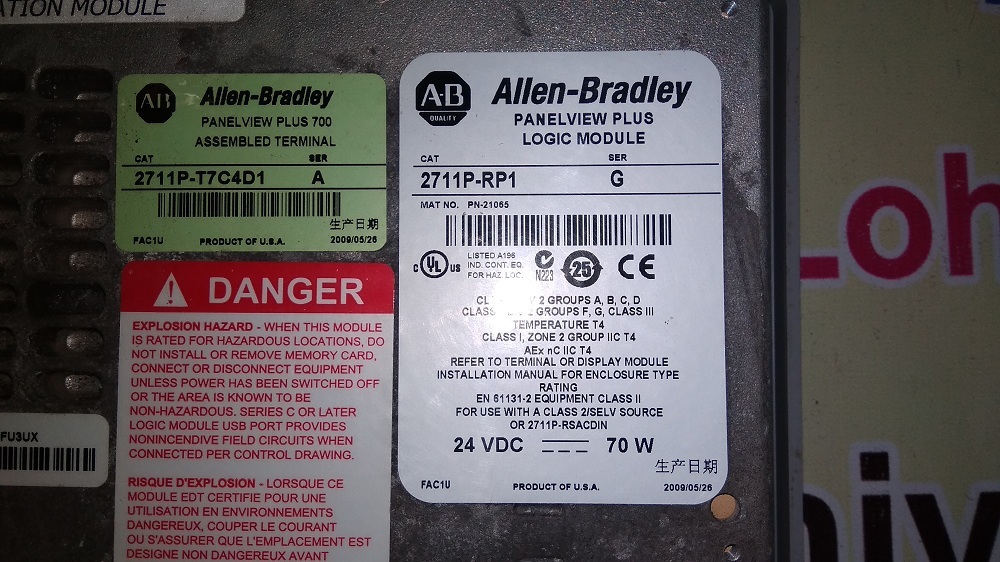 ATION MODULE
AB
Allen-Bradley
PANELVIEW PLUS 700
ASSEMBLED TERMINAL
CAT SER
2711P-T7C4D1 A
生产日期
FAC1U PRODUCT OF U.S.A. 2009/05/26
DANGER
EXPLOSION HAZARD - WHEN THIS MODULE
IS RATED FOR HAZARDOUS LOCATIONS, DO
NOT INSTALL OR REMOVE MEMORY CARD,
CONNECT OR DISCONNECT EQUIPMENT
UNLESS POWER HAS BEEN SWITCHED OFF
OR THE AREA IS KNOWN TO BE
NON-HAZARDOUS. SERIES C OR LATER
LOGIC MODULE USB PORT PROVIDES
NONINCENDIVE FIELD CIRCUITS WHEN
CONNECTED PER CONTROL DRAWING.
RISQUE D'EXPLOSION - LORSQUE CE
MODULE EDT CERTIFIE POUR UNE
UTILISATION EN ENVIRONNEMENTS
DANGEREUX, COUPER LE COURANT
OU S'ASSURER QUE L'EMPLACEMENT EST
DESIGNE NON DANGEREUX AVANT
FU3UX
A-B
QUALITY
Allen-Bradley
PANELVIEW PLUS
LOGIC MODULE
CAT SER
2711P-RP1 G
MAT NO. PN-21065
C UL US
LISTED A196
IND. CONT. EQ.
FOR HAZ. LOC.
N223
25
CE
CL 2 GROUPS A, B, C, D
CLASS 2 GROUPS F, G, CLASS III
TEMPERATURE T4
CLASS I, ZONE 2 GROUP IIC T4
AEx nC IIC T4
REFER TO TERMINAL OR DISPLAY MODULE
INSTALLATION MANUAL FOR ENCLOSURE TYPE
RATING
EN 61131-2 EQUIPMENT CLASS II
FOR USE WITH A CLASS 2/SELV SOURCE
OR 2711P-RSACDIN
24 VDC 70 W
生产日期
FAC1U PRODUCT OF U.S.A. 2009/05/26
Loh
niy